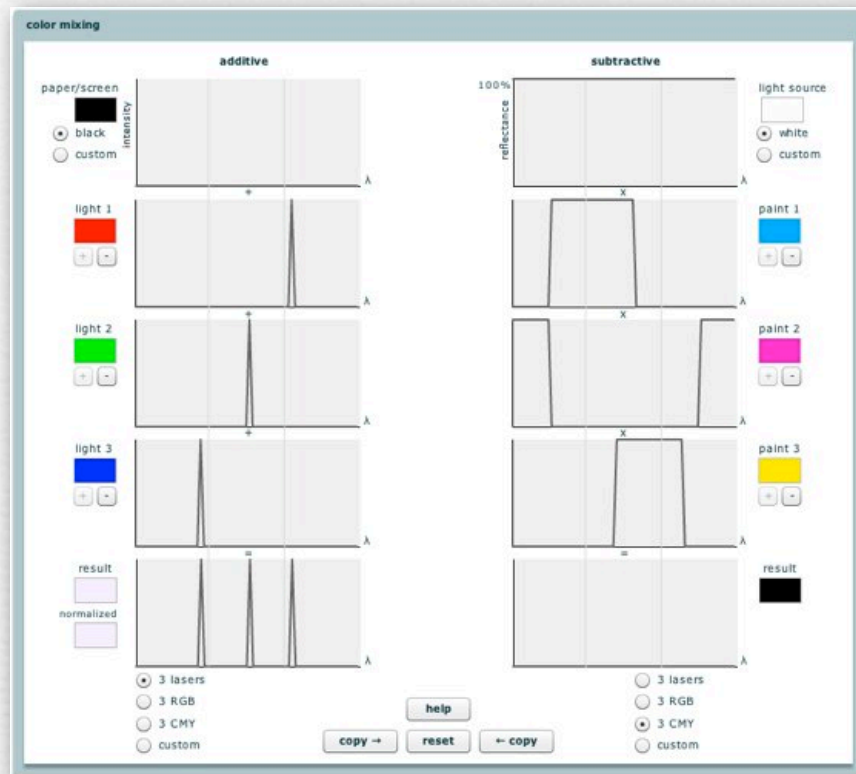 color mixing
additive
subtractive
paper/screen
black
custom
intensity
λ
+
light 1
+ -
λ
+
light 2
+ -
λ
+
light 3
+ -
λ
=
result
normalized
λ
3 lasers
3 RGB
3 CMY
custom
100%
reflectance
light source
white
custom
λ
x
paint 1
+ -
λ
x
paint 2
+ -
λ
x
paint 3
+ -
λ
=
result
λ
3 lasers
3 RGB
3 CMY
custom
help
copy → reset ← copy